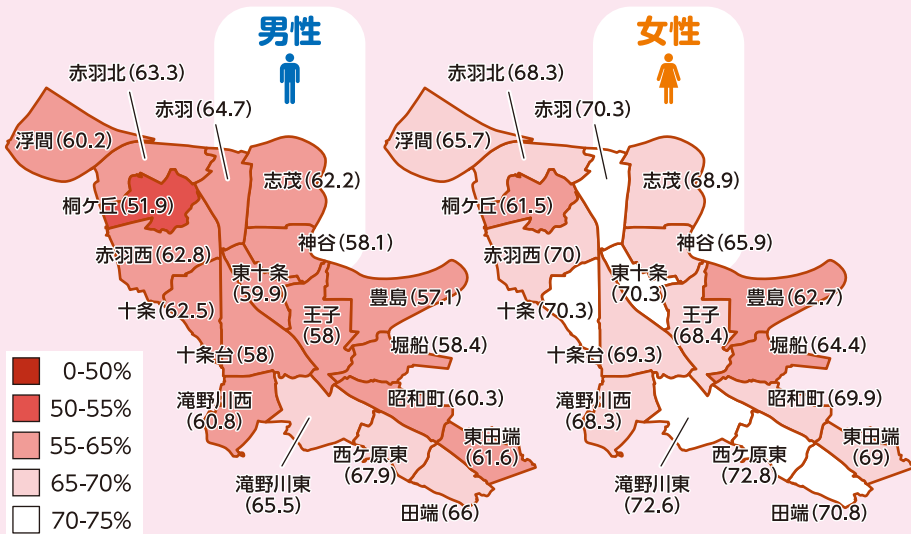 男性
赤羽北(63.3)
赤羽(64.7)
浮間(60.2)
志茂(62.2)
桐ケ丘(51.9)
神谷(58.1)
赤羽西(62.8)
東十条
(59.9)
豊島(57.1)
十条(62.5)
王子
(58)
堀船(58.4)
十条台(58)
滝野川西
(60.8)
昭和町(60.3)
東田端
(61.6)
西ケ原東
(67.9)
滝野川東
(65.5)
田端(66)
女性
赤羽北(68.3)
赤羽(70.3)
浮間(65.7)
志茂(68.9)
桐ケ丘(61.5)
神谷(65.9)
赤羽西(70)
東十条
(70.3)
豊島(62.7)
十条(70.3)
王子
(68.4)
堀船(64.4)
十条台(69.3)
滝野川西
(68.3)
昭和町(69.9)
東田端
(69)
西ケ原東
(72.8)
滝野川東
(72.6)
田端(70.8)
0-50%
50-55%
55-65%
65-70%
70-75%